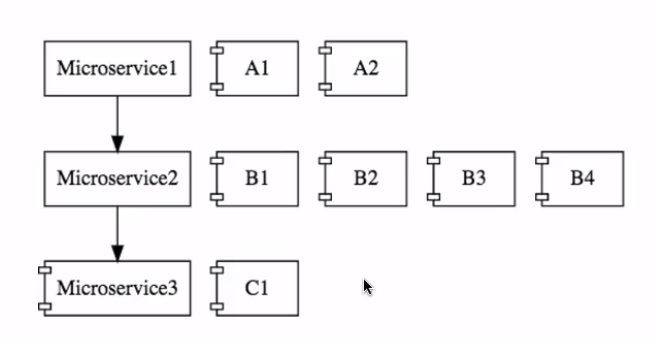 Microservice1 A1 A2
Microservice2 B1 B2 B3 B4
Microservice3 C1